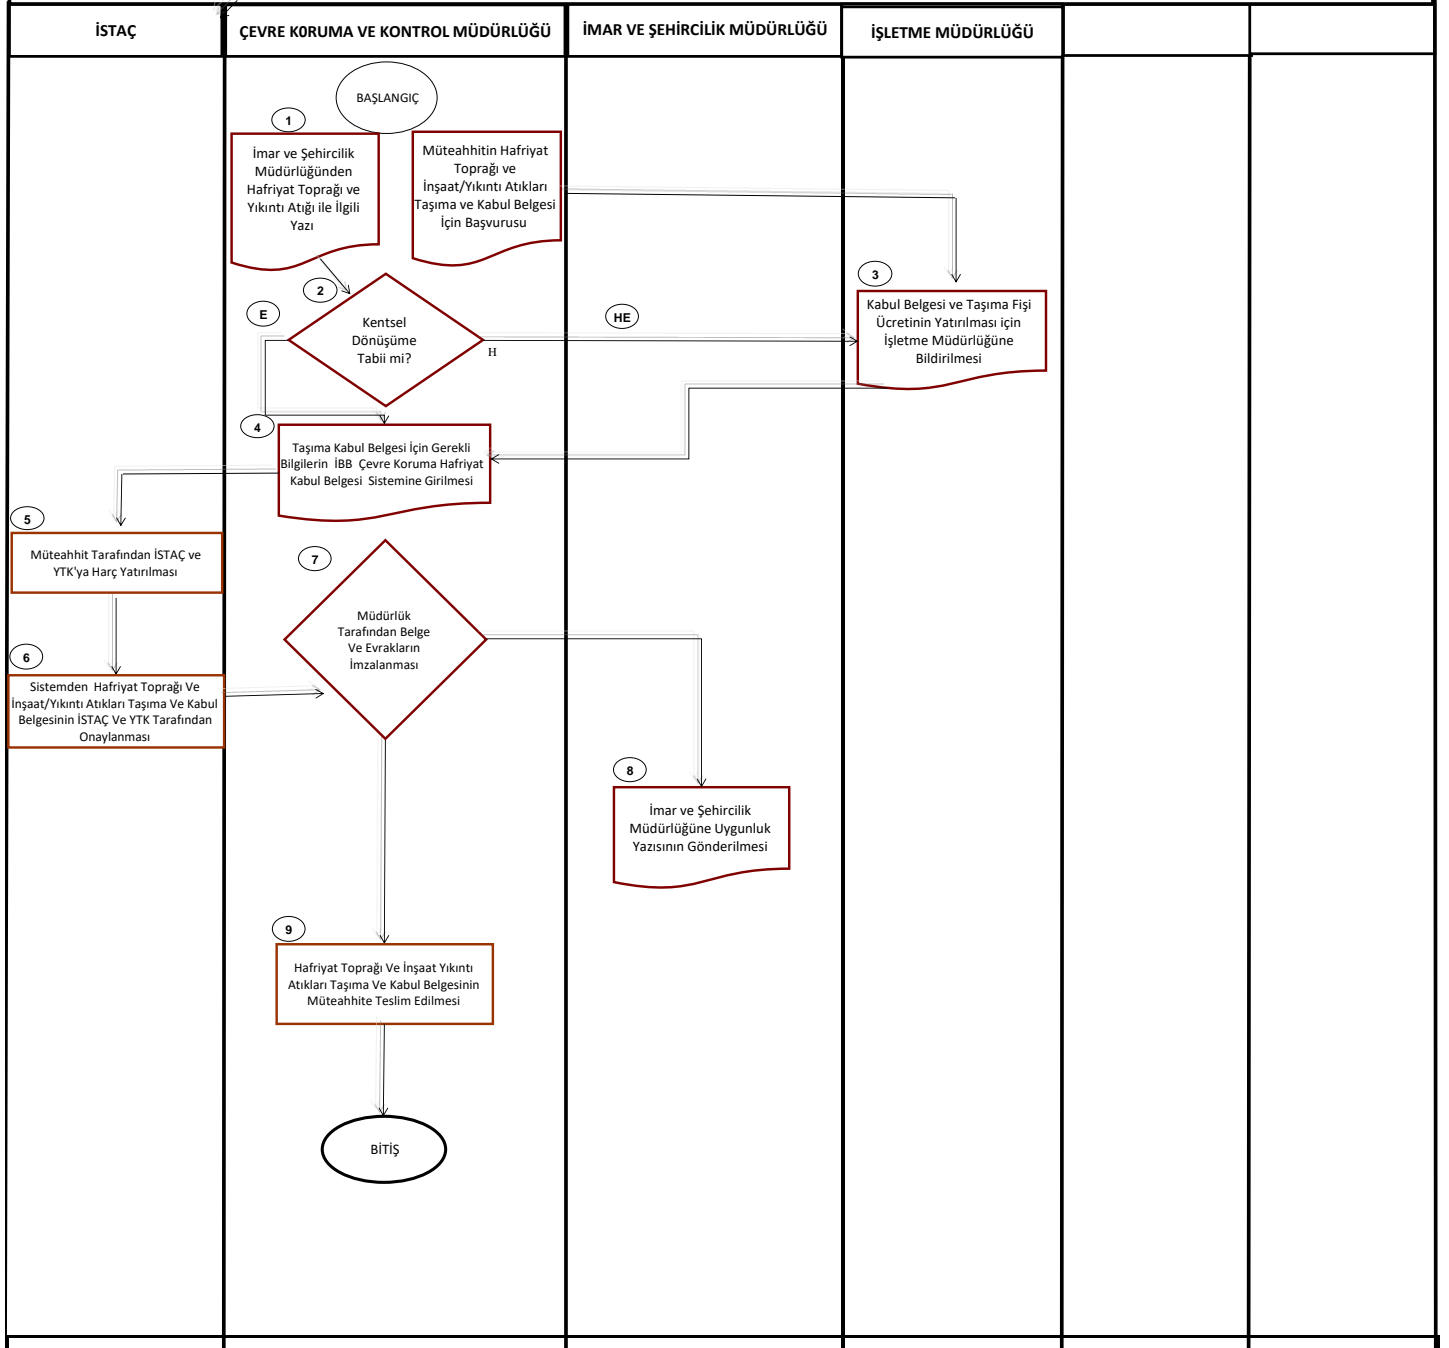 İSTAÇ
ÇEVRE K0RUMA VE KONTROL MÜDÜRLÜĞÜ
İMAR VE ŞEHİRCİLİK MÜDÜRLÜĞÜ
İŞLETME MÜDÜRLÜĞÜ
BAŞLANGIÇ
1
İmar ve Şehircilik
Müdürlüğünden
Hafriyat Toprağı ve
Yıkıntı Atığı ile İlgili
Yazı
Müteahhitin Hafriyat
Toprağı ve
İnşaat/Yıkıntı Atıkları
Taşıma ve Kabul Belgesi
İçin Başvurusu
2
Kentsel
Dönüşüme
Tabii mi?
E
H
HE
3
Kabul Belgesi ve Taşıma Fişi
Ücretinin Yatırılması için
İşletme Müdürlüğüne
Bildirilmesi
4
Taşıma Kabul Belgesi İçin Gerekli
Bilgilerin İBB Çevre Koruma Hafriyat
Kabul Belgesi Sistemine Girilmesi
5
Müteahhit Tarafından İSTAÇ ve
YTK'ya Harç Yatırılması
6
Sistemden Hafriyat Toprağı Ve
İnşaat/Yıkıntı Atıkları Taşıma Ve Kabul
Belgesinin İSTAÇ Ve YTK Tarafından
Onaylanması
7
Müdürlük
Tarafından Belge
Ve Evrakların
İmzalanması
8
İmar ve Şehircilik
Müdürlüğüne Uygunluk
Yazısının Gönderilmesi
9
Hafriyat Toprağı Ve İnşaat Yıkıntı
Atıkları Taşıma Ve Kabul Belgesinin
Müteahhite Teslim Edilmesi
BİTİŞ